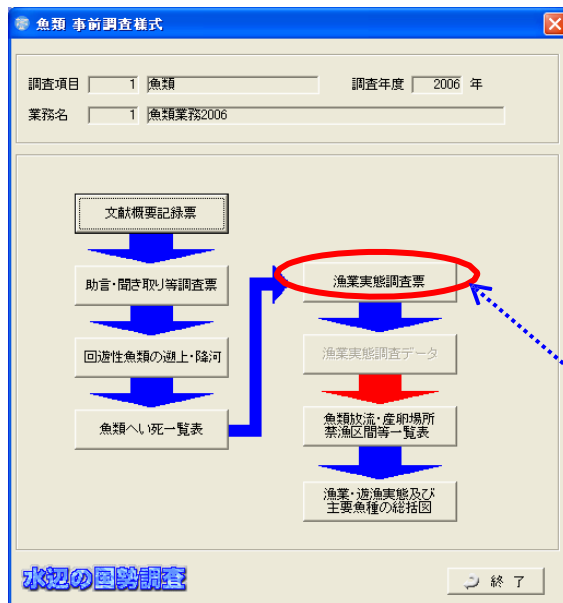 魚類 事前調査様式
調査項目 1 魚類 調査年度 2006 年
業務名 1 魚類業務2006
文献概要記録票
助言・聞き取り等調査票
回遊性魚類の遡上・降河
魚類へい死一覧表
漁業実態調査票
漁業実態調査データ
魚類放流・産卵場所
禁漁区間等一覧表
漁業・遊漁実態及び
主要魚種の総括図
水辺の国勢調査
終了